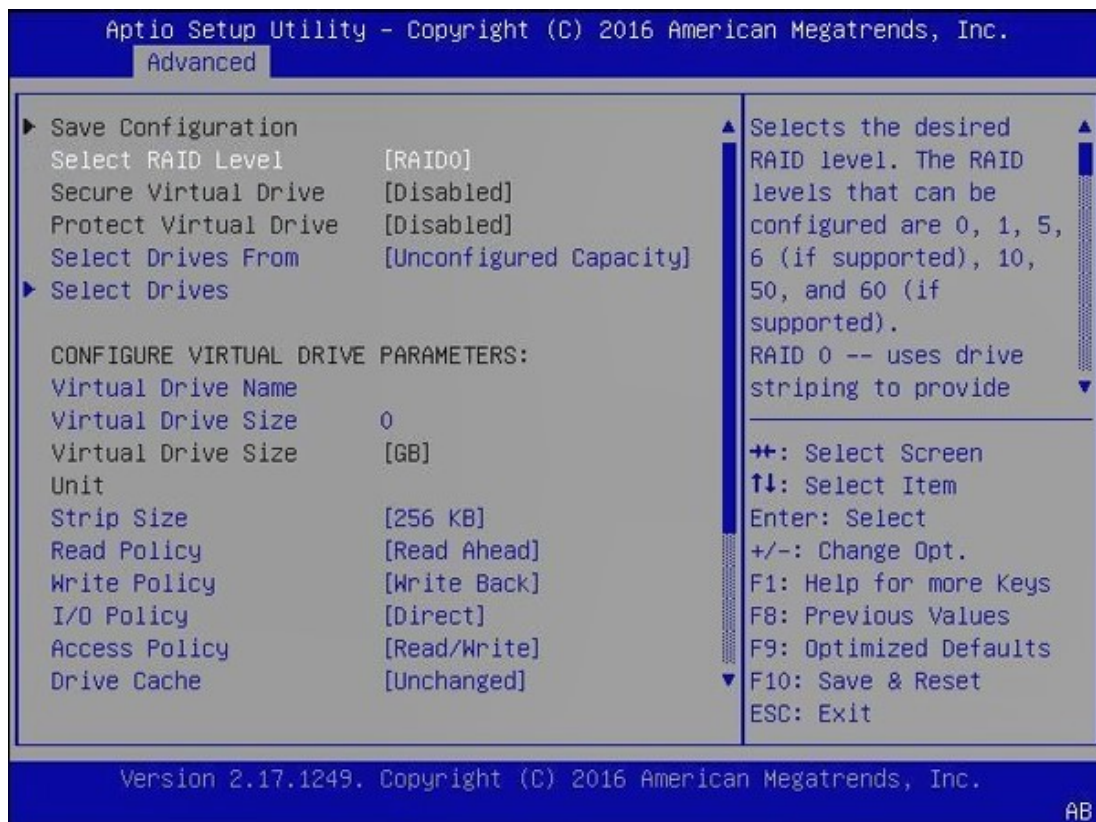 Aptio Setup Utility – Copyright (C) 2016 American Megatrends, Inc.
Advanced
Save Configuration
Select RAID Level [RAID0]
Secure Virtual Drive [Disabled]
Protect Virtual Drive [Disabled]
Select Drives From [Unconfigured Capacity]
Select Drives
CONFIGURE VIRTUAL DRIVE PARAMETERS:
Virtual Drive Name
Virtual Drive Size 0
Virtual Drive Size [GB]
Unit
Strip Size [256 KB]
Read Policy [Read Ahead]
Write Policy [Write Back]
I/O Policy [Direct]
Access Policy [Read/Write]
Drive Cache [Unchanged]
Selects the desired
RAID level. The RAID
levels that can be
configured are 0, 1, 5,
6 (if supported), 10,
50, and 60 (if
supported).
RAID 0 -- uses drive
striping to provide
→←: Select Screen
↑↓: Select Item
Enter: Select
+/-: Change Opt.
F1: Help for more Keys
F8: Previous Values
F9: Optimized Defaults
F10: Save & Reset
ESC: Exit
Version 2.17.1249. Copyright (C) 2016 American Megatrends, Inc.
AB